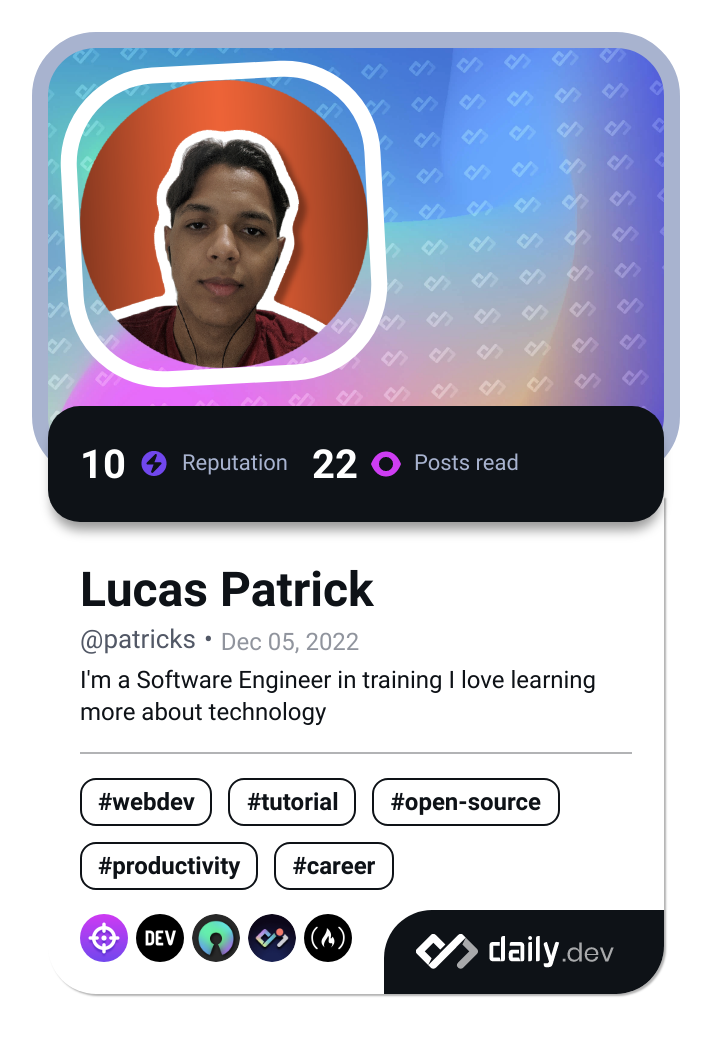 10 Reputation 22 Posts read
Lucas Patrick
@patricks • Dec 05, 2022
I'm a Software Engineer in training I love learning
more about technology
#webdev #tutorial #open-source
#productivity #career
DEV daily.dev